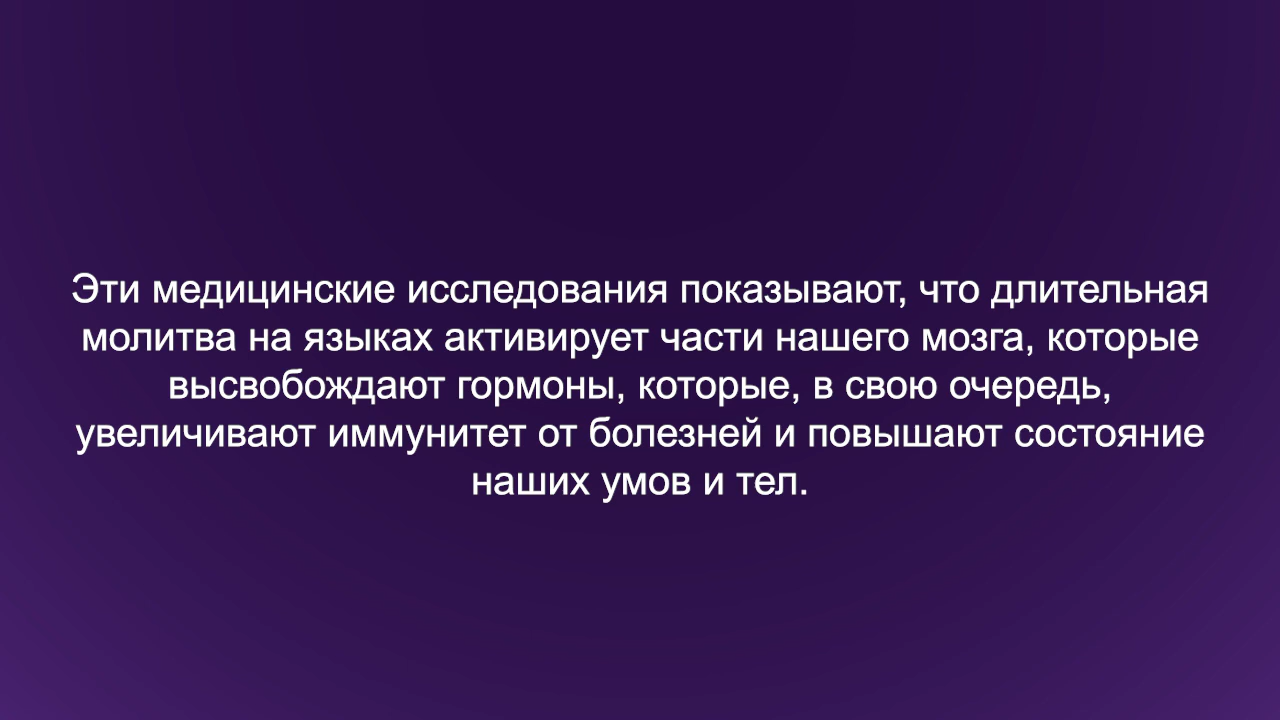 Эти медицинские исследования показывают, что длительная
молитва на языках активирует части нашего мозга, которые
высвобождают гормоны, которые, в свою очередь,
увеличивают иммунитет от болезней и повышают состояние
наших умов и тел.